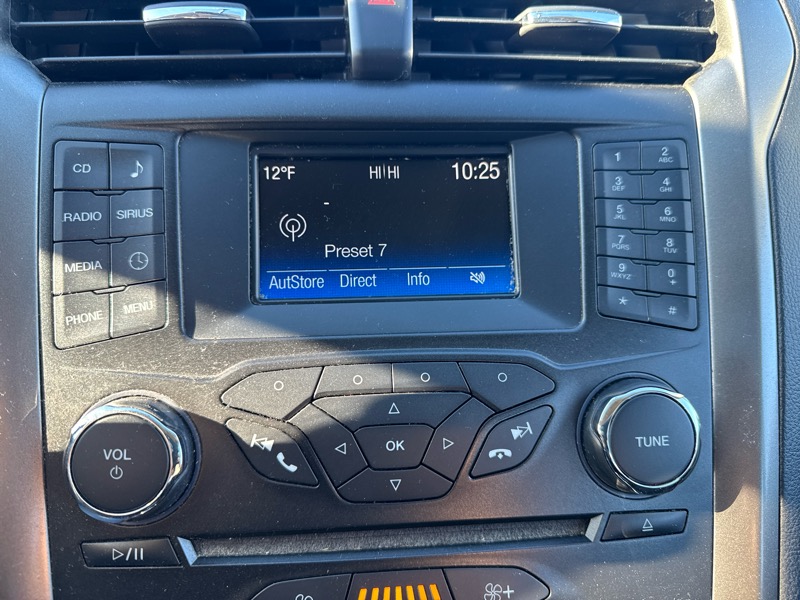 CD
RADIO SIRIUS
MEDIA
PHONE MENU
12°F HI HI 10:25
-
Preset 7
AutStore Direct Info
1 2 ABC
3 DEF 4 GHI
5 JKL 6 MNO
7 PQRS 8 TUV
9 WXYZ 0 +
* #
VOL
OK
TUNE